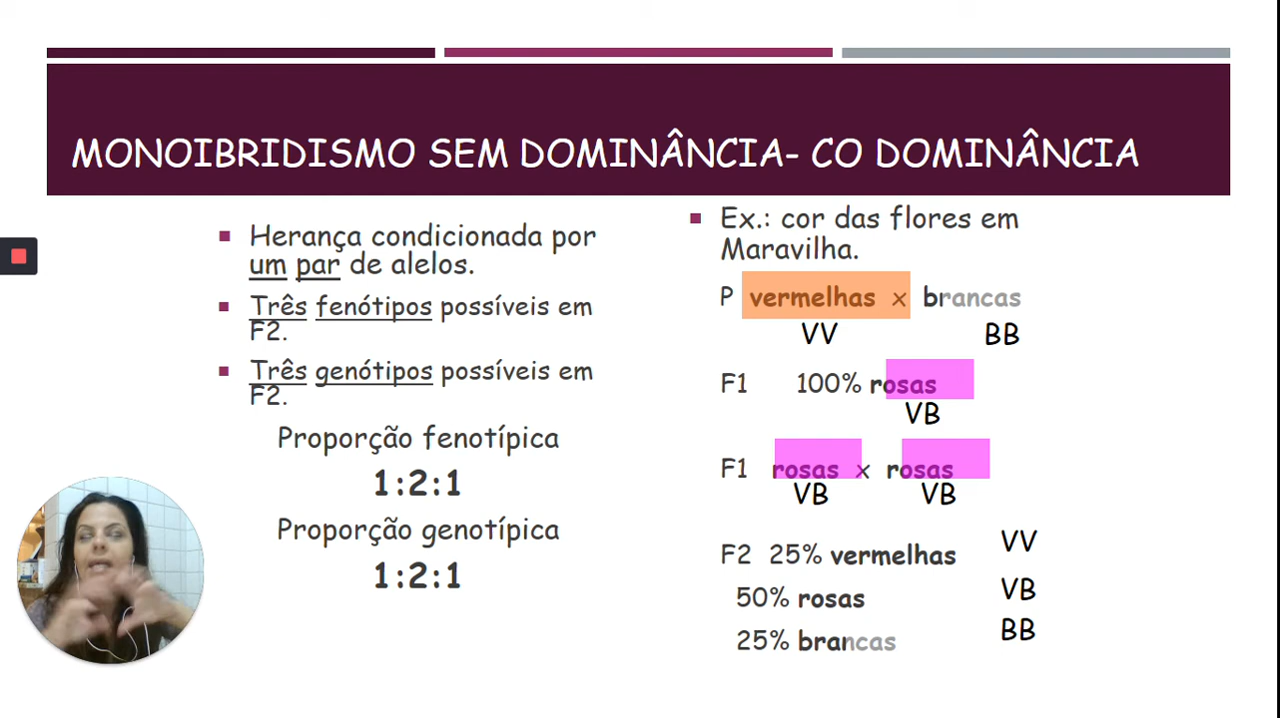 MONOIBRIDISMO SEM DOMINÂNCIA- CO DOMINÂNCIA
Herança condicionada por
um par de alelos.
Três fenótipos possíveis em
F2.
Três genótipos possíveis em
F2.
Proporção fenotípica
1:2:1
Proporção genotípica
1:2:1
Ex.: cor das flores em
Maravilha.
P vermelhas x brancas
VV BB
F1 100% rosas
VB
F1 rosas x rosas
VB VB
F2 25% vermelhas VV
50% rosas VB
25% brancas BB